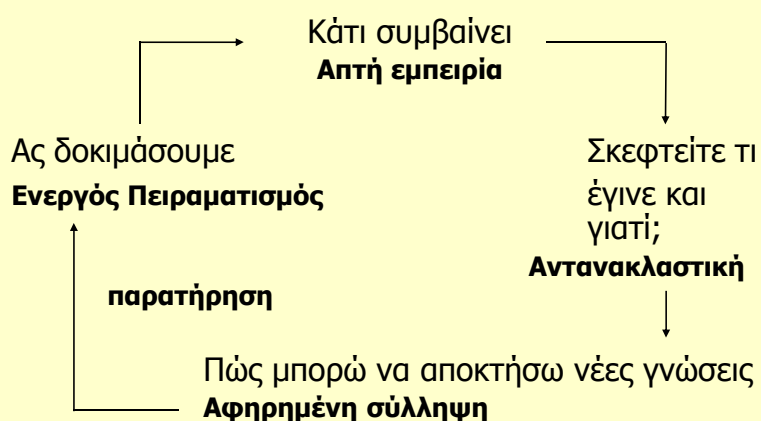 Κάτι συμβαίνει
Απτή εμπειρία
Ας δοκιμάσουμε
Ενεργός Πειραματισμός
Σκεφτείτε τι
έγινε και
γιατί;
Αντανακλαστική
παρατήρηση
Πώς μπορώ να αποκτήσω νέες γνώσεις
Αφηρημένη σύλληψη